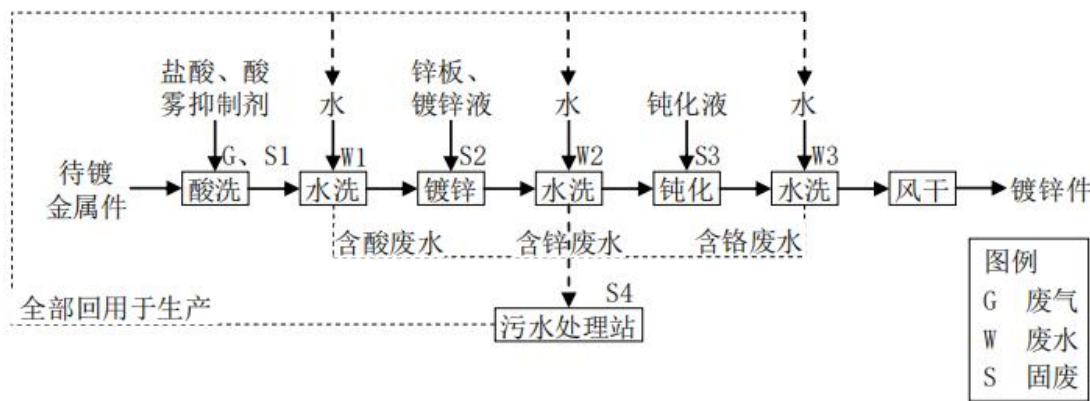 盐酸、酸
雾抑制剂
水
锌板、
镀锌液
水
钝化液
水
G、S1
W1
S2
W2
S3
W3
待镀
金属件
酸洗
水洗
镀锌
水洗
钝化
水洗
风干
镀锌件
含酸废水
含锌废水
含铬废水
全部回用于生产
S4
污水处理站
图例
G 废气
W 废水
S 固废